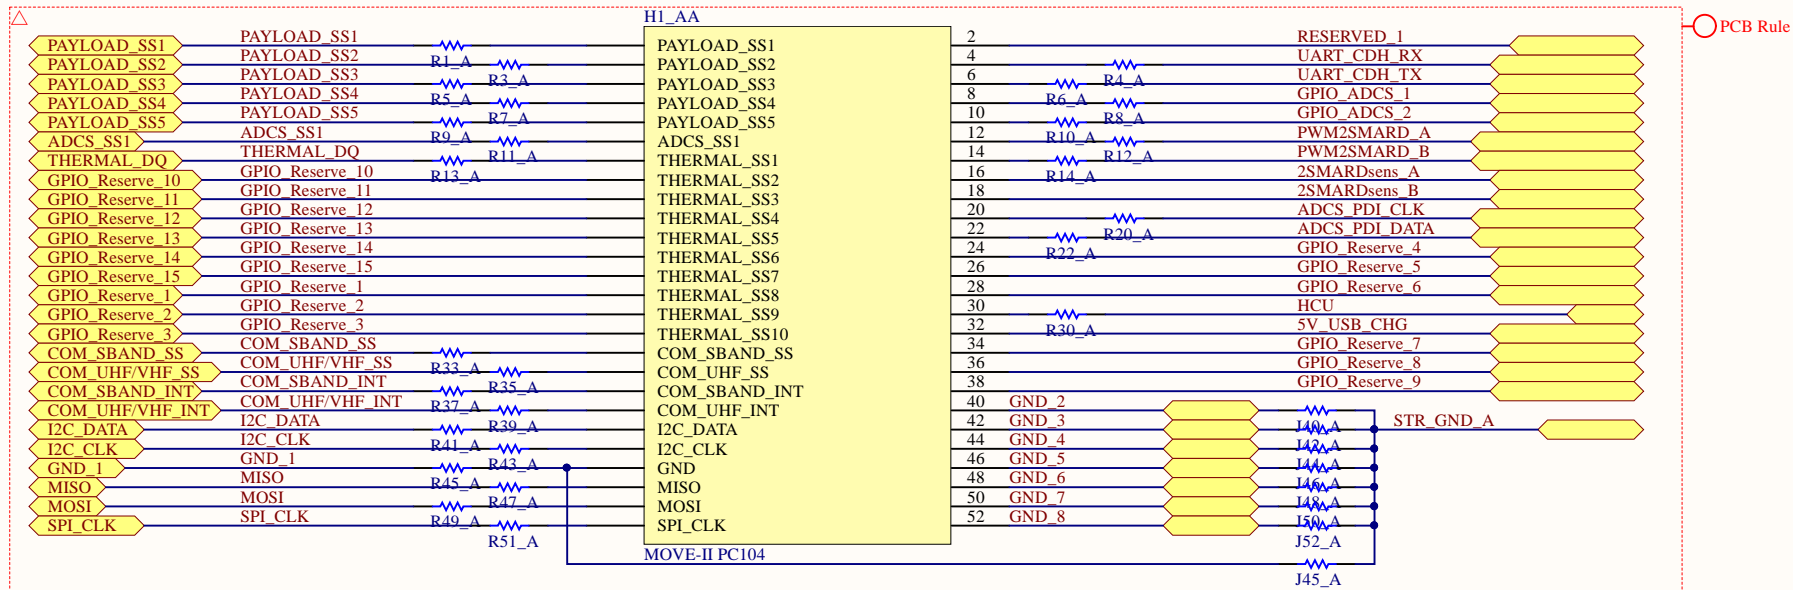 H1_AA
PCB Rule
PAYLOAD_SS1 PAYLOAD_SS1 R1_A PAYLOAD_SS1 2 RESERVED_1
PAYLOAD_SS2 PAYLOAD_SS2 R3_A PAYLOAD_SS2 4 R4_A UART_CDH_RX
PAYLOAD_SS3 PAYLOAD_SS3 R5_A PAYLOAD_SS3 6 R6_A UART_CDH_TX
PAYLOAD_SS4 PAYLOAD_SS4 R7_A PAYLOAD_SS4 8 R8_A GPIO_ADCS_1
PAYLOAD_SS5 PAYLOAD_SS5 R9_A PAYLOAD_SS5 10 R10_A GPIO_ADCS_2
ADCS_SS1 ADCS_SS1 R11_A ADCS_SS1 12 R12_A PWM2SMARD_A
THERMAL_DQ THERMAL_DQ R13_A THERMAL_SS1 14 R14_A PWM2SMARD_B
GPIO_Reserve_10 GPIO_Reserve_10 THERMAL_SS2 16 2SMARDsens_A
GPIO_Reserve_11 GPIO_Reserve_11 THERMAL_SS3 18 2SMARDsens_B
GPIO_Reserve_12 GPIO_Reserve_12 THERMAL_SS4 20 R20_A ADCS_PDI_CLK
GPIO_Reserve_13 GPIO_Reserve_13 THERMAL_SS5 22 R22_A ADCS_PDI_DATA
GPIO_Reserve_14 GPIO_Reserve_14 THERMAL_SS6 24 GPIO_Reserve_4
GPIO_Reserve_15 GPIO_Reserve_15 THERMAL_SS7 26 GPIO_Reserve_5
GPIO_Reserve_1 GPIO_Reserve_1 THERMAL_SS8 28 GPIO_Reserve_6
GPIO_Reserve_2 GPIO_Reserve_2 THERMAL_SS9 30 R30_A HCU
GPIO_Reserve_3 GPIO_Reserve_3 THERMAL_SS10 32 5V_USB_CHG
COM_SBAND_SS COM_SBAND_SS R33_A COM_SBAND_SS 34 GPIO_Reserve_7
COM_UHF/VHF_SS COM_UHF/VHF_SS R35_A COM_UHF_SS 36 GPIO_Reserve_8
COM_SBAND_INT COM_SBAND_INT R37_A COM_SBAND_INT 38 GPIO_Reserve_9
COM_UHF/VHF_INT COM_UHF/VHF_INT R39_A COM_UHF_INT 40 GND_2 J40_A
I2C_DATA I2C_DATA R41_A I2C_DATA 42 GND_3 J42_A STR_GND_A
I2C_CLK I2C_CLK R43_A I2C_CLK 44 GND_4 J44_A
GND_1 GND_1 R45_A GND 46 GND_5 J46_A
MISO MISO R47_A MISO 48 GND_6 J48_A
MOSI MOSI R49_A MOSI 50 GND_7 J50_A
SPI_CLK SPI_CLK R51_A SPI_CLK 52 GND_8 J52_A
MOVE-II PC104
J45_A